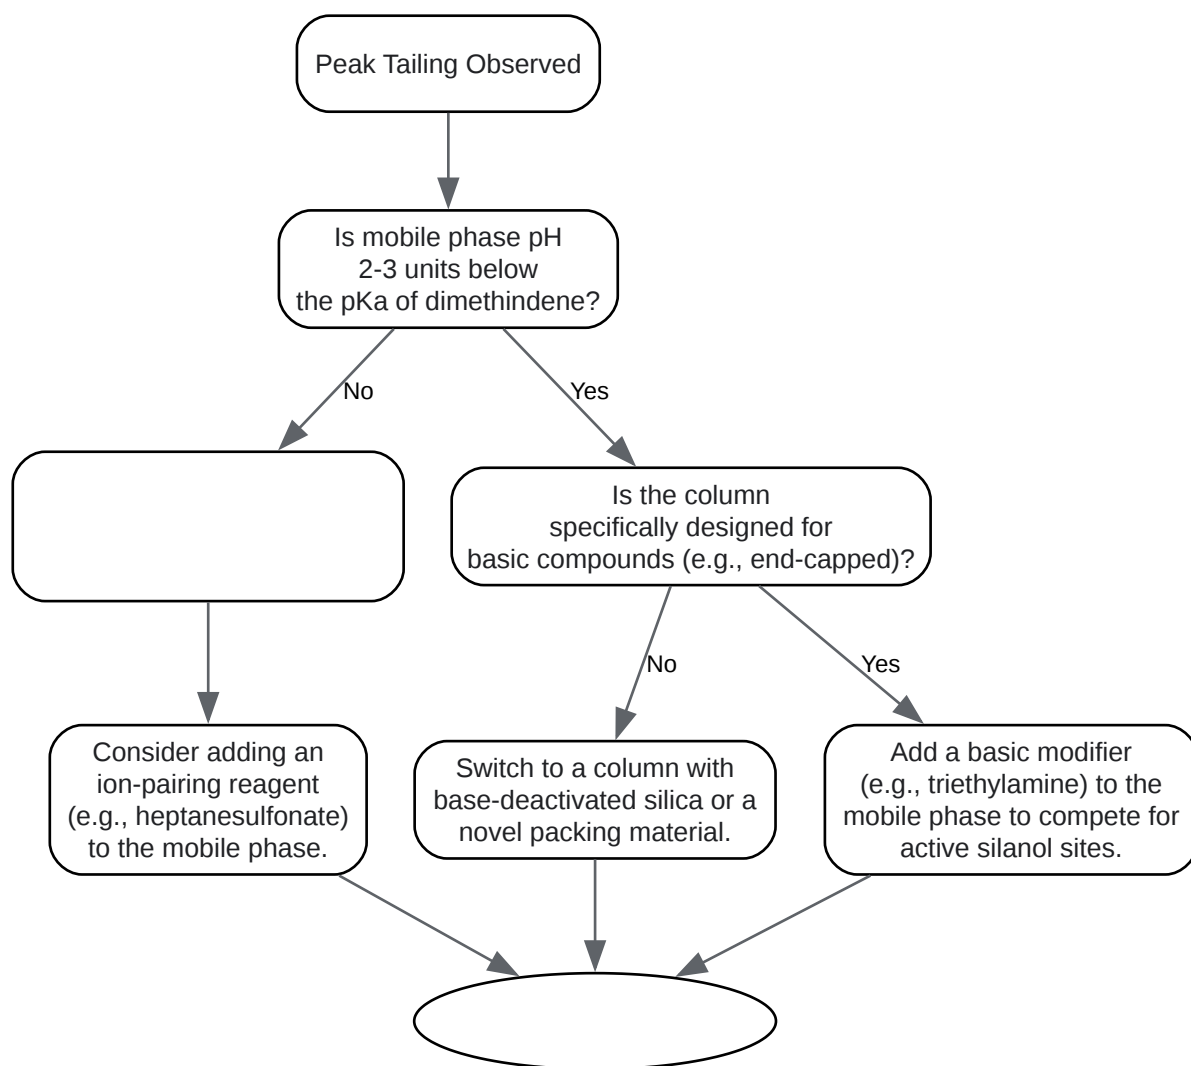 Peak Tailing Observed
Is mobile phase pH
2-3 units below
the pKa of dimethindene?
No
Yes
Is the column
specifically designed for
basic compounds (e.g., end-capped)?
No
Yes
Consider adding an
ion-pairing reagent
(e.g., heptanesulfonate)
to the mobile phase.
Switch to a column with
base-deactivated silica or a
novel packing material.
Add a basic modifier
(e.g., triethylamine) to the
mobile phase to compete for
active silanol sites.